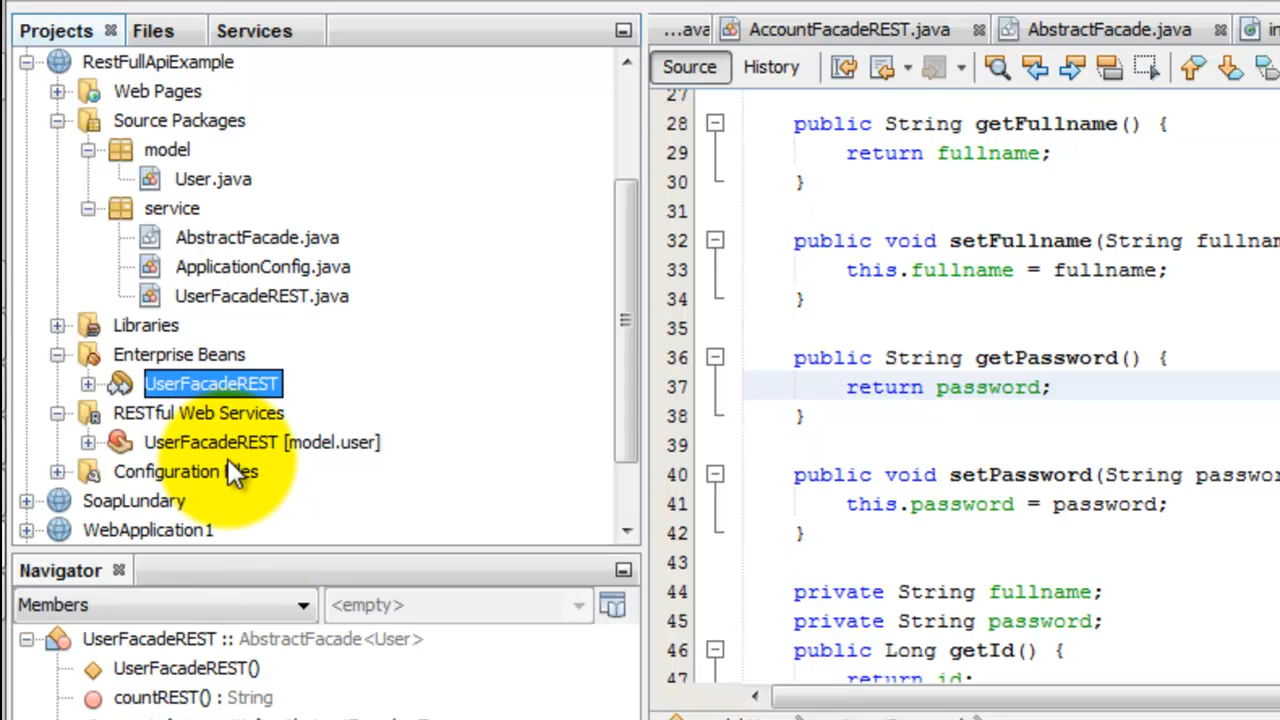 Projects Files Services
RestFullApiExample
Web Pages
Source Packages
model
User.java
service
AbstractFacade.java
ApplicationConfig.java
UserFacadeREST.java
Libraries
Enterprise Beans
UserFacadeREST
RESTful Web Services
UserFacadeREST [model.user]
Configuration
SoapLundary
WebApplication1
Navigator
Members <empty>
UserFacadeREST :: AbstractFacade<User>
UserFacadeREST()
countREST() : String
...ava AccountFacadeREST.java AbstractFacade.java in
Source History
27
28 public String getFullname() {
29 return fullname;
30 }
31
32 public void setFullname(String fullnam
33 this.fullname = fullname;
34 }
35
36 public String getPassword() {
37 return password;
38 }
39
40 public void setPassword(String passwor
41 this.password = password;
42 }
43
44 private String fullname;
45 private String password;
46 public Long getId() {
47 return id;